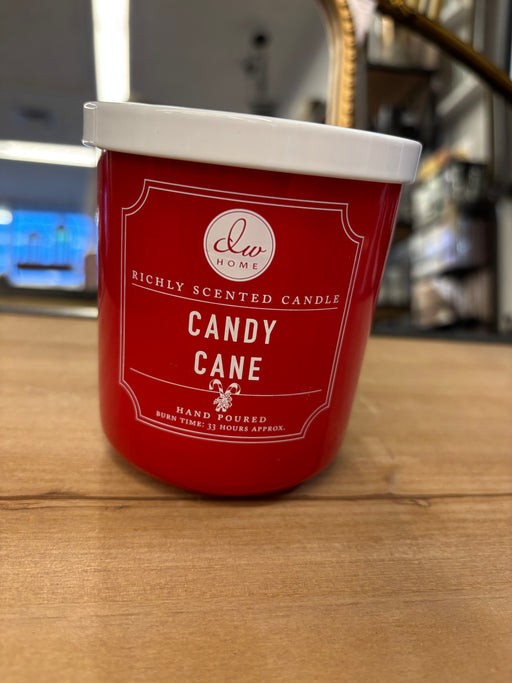 dw
HOME
RICHLY SCENTED CANDLE
CANDY
CANE
HAND POURED
BURN TIME: 33 HOURS APPROX.